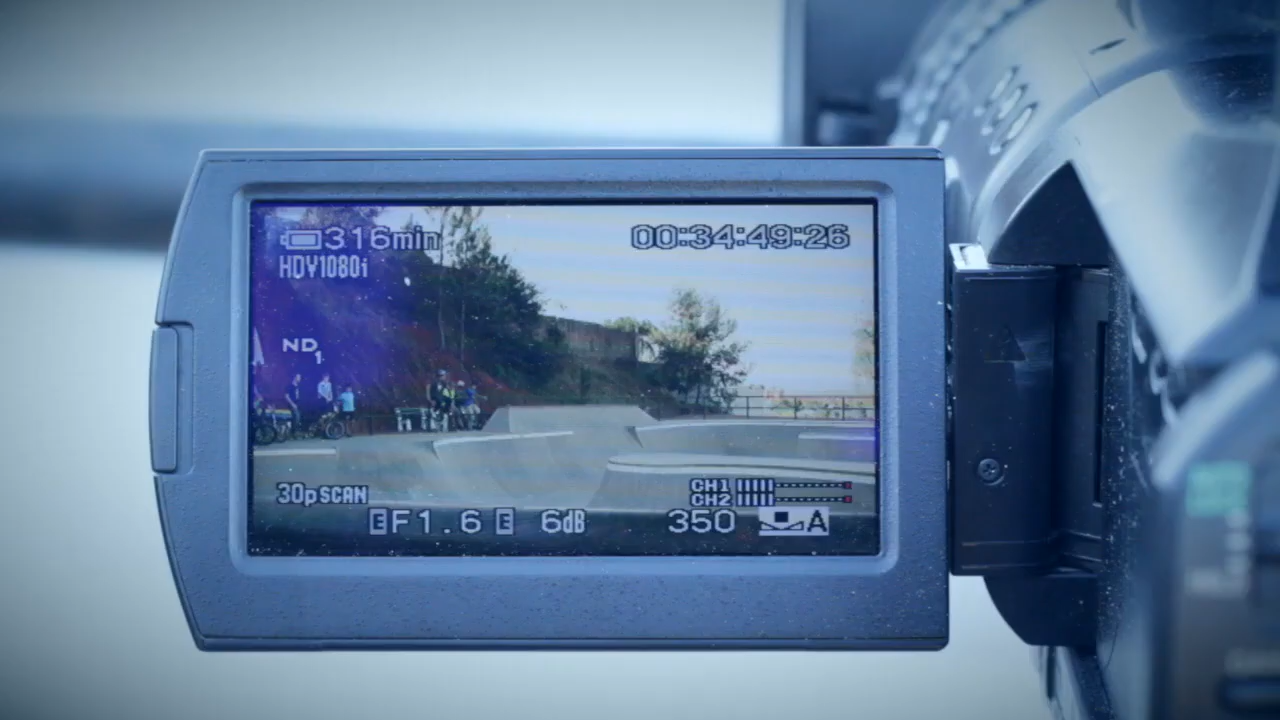 316min 00:34:49:26
HDV1080i
ND1
30pSCAN
CH1
CH2
E F1.6 E 6dB 350 A